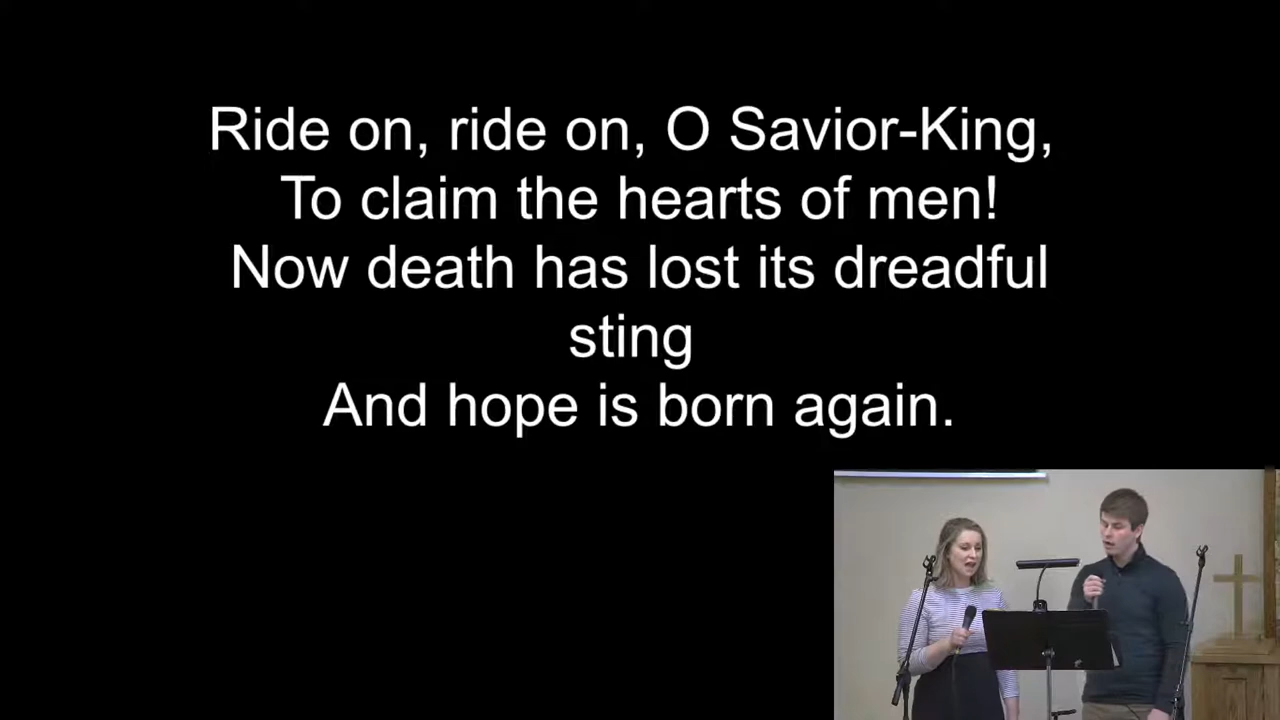 Ride on, ride on, O Savior-King,
To claim the hearts of men!
Now death has lost its dreadful
sting
And hope is born again.